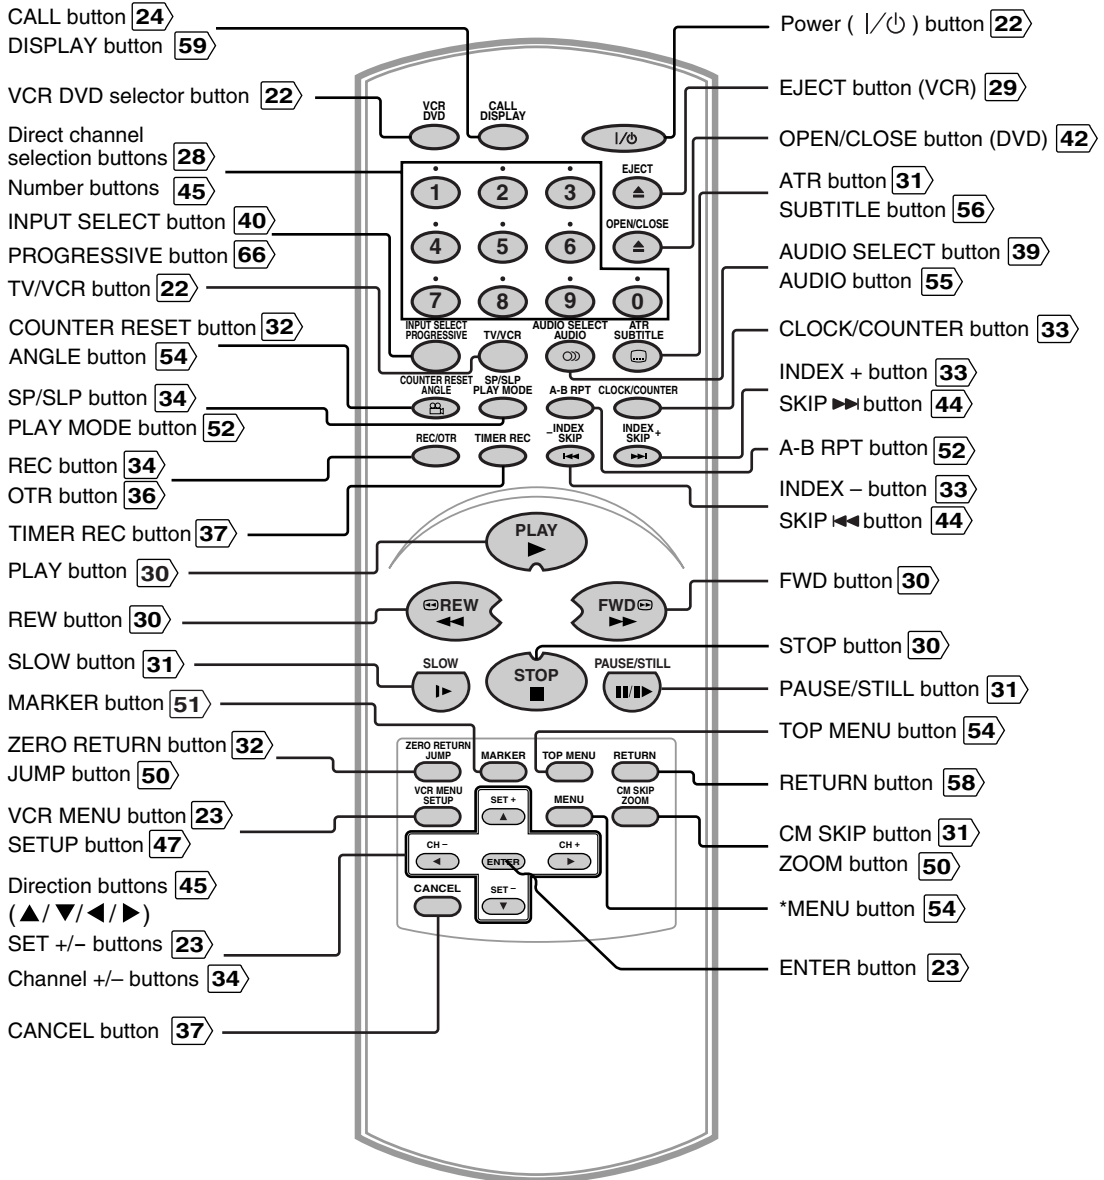 CALL button 24
DISPLAY button 59
VCR DVD selector button 22
Direct channel
selection buttons 28
Number buttons 45
INPUT SELECT button 40
PROGRESSIVE button 66
TV/VCR button 22
COUNTER RESET button 32
ANGLE button 54
SP/SLP button 34
PLAY MODE button 52
REC button 34
OTR button 36
TIMER REC button 37
PLAY button 30
REW button 30
SLOW button 31
MARKER button 51
ZERO RETURN button 32
JUMP button 50
VCR MENU button 23
SETUP button 47
Direction buttons 45
(▲/▼/◀/▶)
SET +/– buttons 23
Channel +/– buttons 34
CANCEL button 37
VCR
DVD
CALL
DISPLAY
|/⏻
1 2 3
EJECT
4 5 6
OPEN/CLOSE
7 8 9 0
INPUT SELECT
PROGRESSIVE
TV/VCR
AUDIO SELECT
AUDIO
ATR
SUBTITLE
COUNTER RESET
ANGLE
SP/SLP
PLAY MODE
A-B RPT
CLOCK/COUNTER
REC/OTR
TIMER REC
–INDEX
SKIP
INDEX +
SKIP
PLAY
REW
FWD
SLOW
STOP
PAUSE/STILL
ZERO RETURN
JUMP
MARKER
TOP MENU
RETURN
VCR MENU
SETUP
SET +
MENU
CM SKIP
ZOOM
CH –
ENTER
CH +
CANCEL
SET –
Power ( |/⏻ ) button 22
EJECT button (VCR) 29
OPEN/CLOSE button (DVD) 42
ATR button 31
SUBTITLE button 56
AUDIO SELECT button 39
AUDIO button 55
CLOCK/COUNTER button 33
INDEX + button 33
SKIP ▶▶| button 44
A-B RPT button 52
INDEX – button 33
SKIP |◀◀ button 44
FWD button 30
STOP button 30
PAUSE/STILL button 31
TOP MENU button 54
RETURN button 58
CM SKIP button 31
ZOOM button 50
*MENU button 54
ENTER button 23